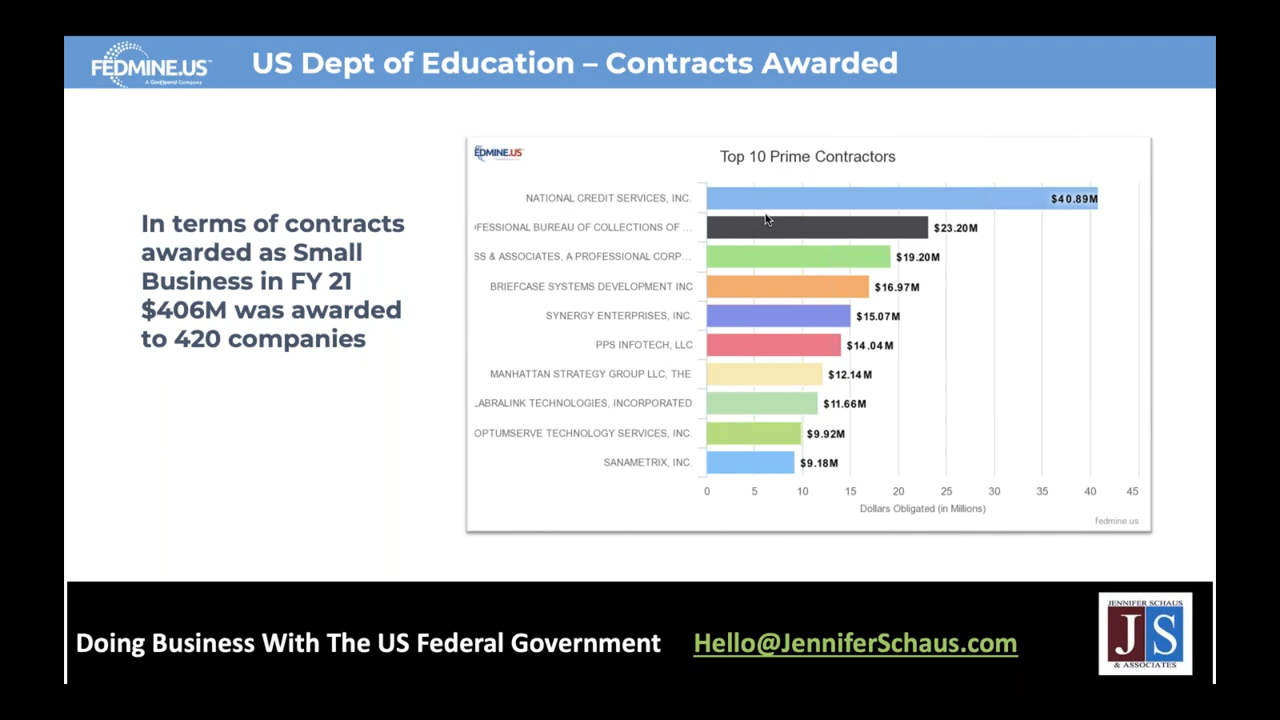 FEDMINE.US™
A GovSpend Company
US Dept of Education – Contracts Awarded
In terms of contracts
awarded as Small
Business in FY 21
$406M was awarded
to 420 companies
EDMINE.US
Top 10 Prime Contractors
NATIONAL CREDIT SERVICES, INC. $40.89M
FESSIONAL BUREAU OF COLLECTIONS OF ... $23.20M
SS & ASSOCIATES, A PROFESSIONAL CORP... $19.20M
BRIEFCASE SYSTEMS DEVELOPMENT INC $16.97M
SYNERGY ENTERPRISES, INC. $15.07M
PPS INFOTECH, LLC $14.04M
MANHATTAN STRATEGY GROUP LLC, THE $12.14M
ABRALINK TECHNOLOGIES, INCORPORATED $11.66M
OPTUMSERVE TECHNOLOGY SERVICES, INC. $9.92M
SANAMETRIX, INC. $9.18M
0 5 10 15 20 25 30 35 40 45
Dollars Obligated (in Millions)
fedmine.us
Doing Business With The US Federal Government Hello@JenniferSchaus.com
JENNIFER SCHAUS
JS
& ASSOCIATES